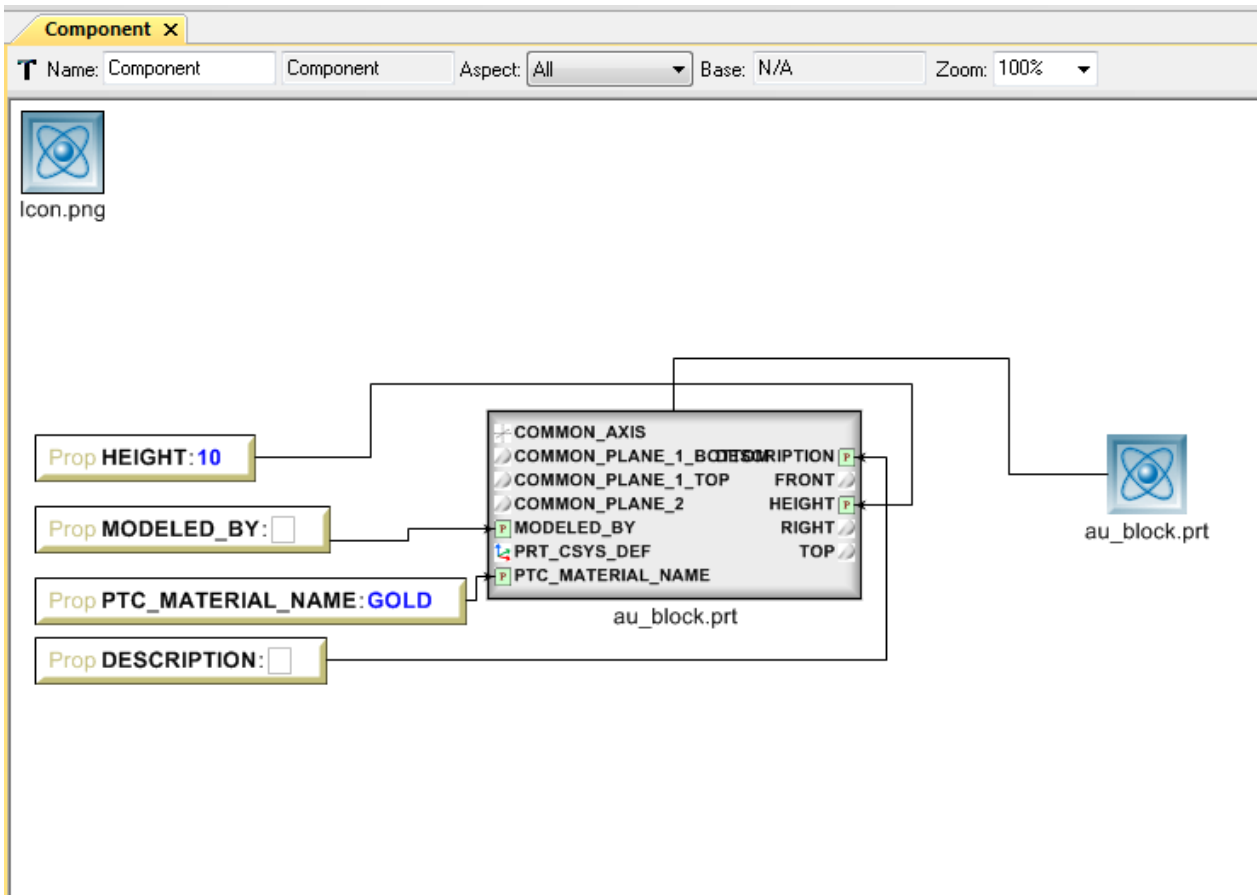 Component
Name: Component Component Aspect: All Base: N/A Zoom: 100%
Icon.png
Prop HEIGHT:10
Prop MODELED_BY:
Prop PTC_MATERIAL_NAME:GOLD
Prop DESCRIPTION:
COMMON_AXIS
COMMON_PLANE_1_BOTTOM DESCRIPTION P
COMMON_PLANE_1_TOP FRONT
COMMON_PLANE_2 HEIGHT P
P MODELED_BY RIGHT
PRT_CSYS_DEF TOP
P PTC_MATERIAL_NAME
au_block.prt
au_block.prt